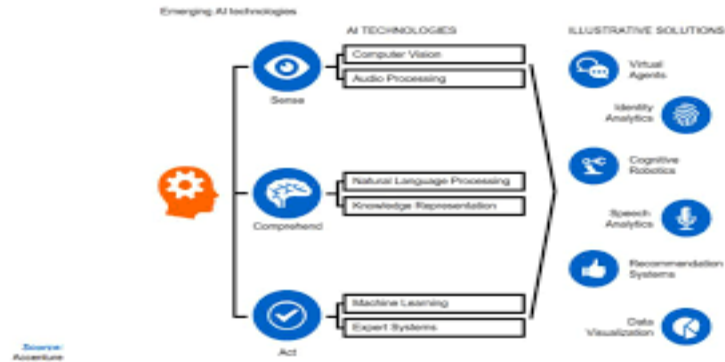 Emerging AI technologies
AI TECHNOLOGIES
ILLUSTRATIVE SOLUTIONS
Computer Vision
Audio Processing
Sense
Natural Language Processing
Knowledge Representation
Comprehend
Machine Learning
Expert Systems
Act
Virtual
Agents
Identity
Analytics
Cognitive
Robotics
Speech
Analytics
Recommendation
Systems
Data
Visualization
Source:
Accenture